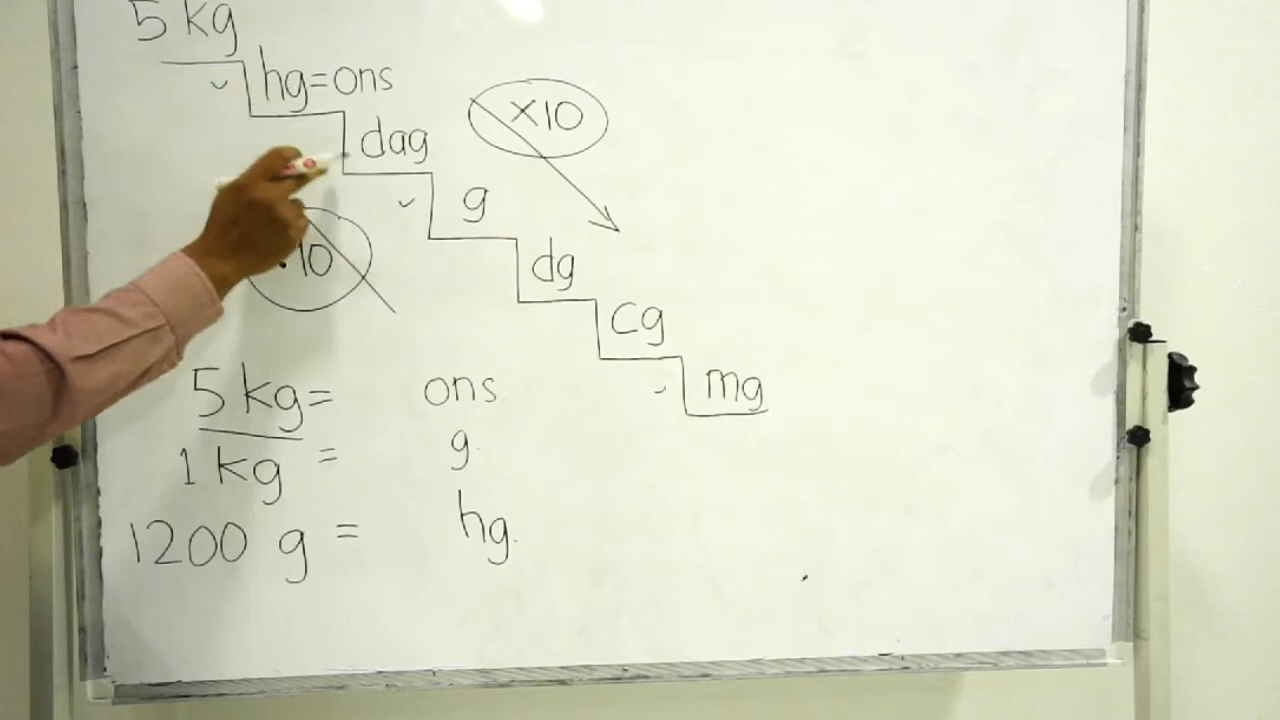 5 kg
hg=ons
dag
×10
g
10
dg
cg
mg
5 kg= ons
1 kg = g.
1200 g = hg.